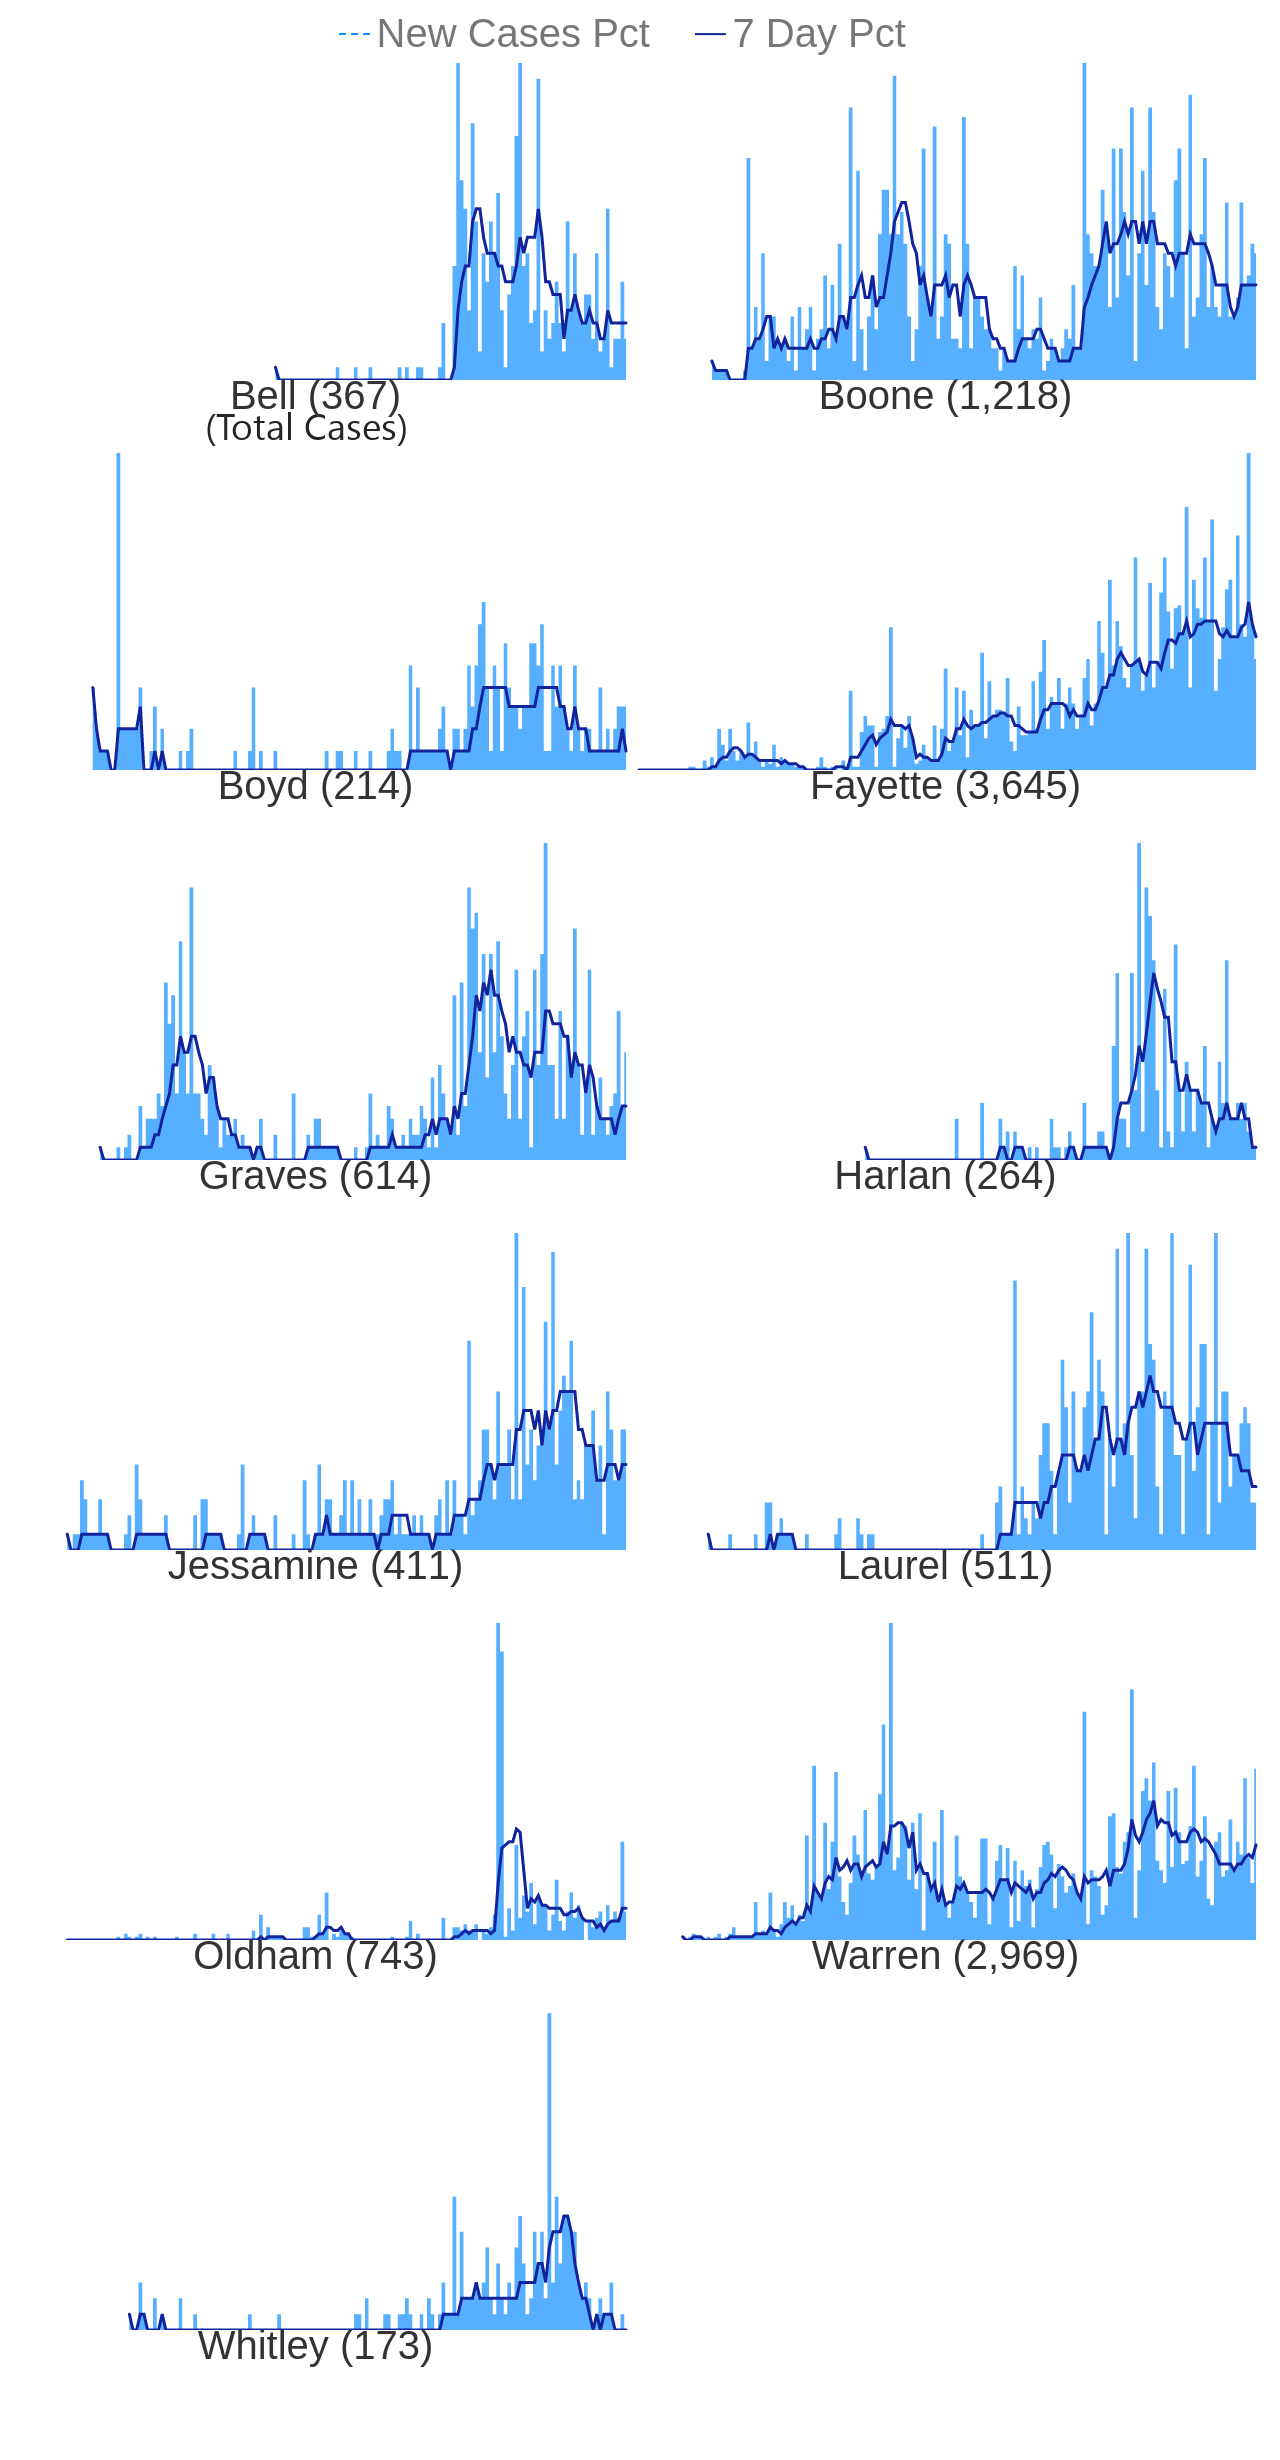 New Cases Pct 7 Day Pct
Bell (367) Boone (1,218)
(Total Cases)
Boyd (214) Fayette (3,645)
Graves (614) Harlan (264)
Jessamine (411) Laurel (511)
Oldham (743) Warren (2,969)
Whitley (173)